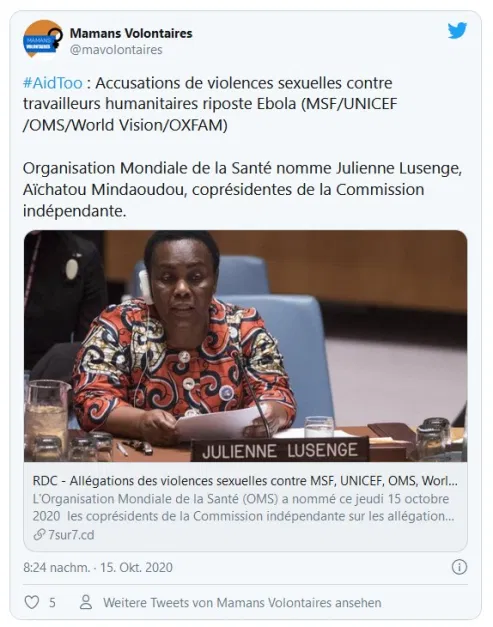 Mamans Volontaires
@mavolontaires
MAMANS
VOLONTAIRES
#AidToo : Accusations de violences sexuelles contre
travailleurs humanitaires riposte Ebola (MSF/UNICEF
/OMS/World Vision/OXFAM)
Organisation Mondiale de la Santé nomme Julienne Lusenge,
Aïchatou Mindaoudou, coprésidentes de la Commission
indépendante.
JULIENNE LUSENGE
RDC - Allégations des violences sexuelles contre MSF, UNICEF, OMS, Worl...
L'Organisation Mondiale de la Santé (OMS) a nommé ce jeudi 15 octobre
2020 les coprésidents de la Commission indépendante sur les allégation...
7sur7.cd
8:24 nachm. · 15. Okt. 2020
5 Weitere Tweets von Mamans Volontaires ansehen